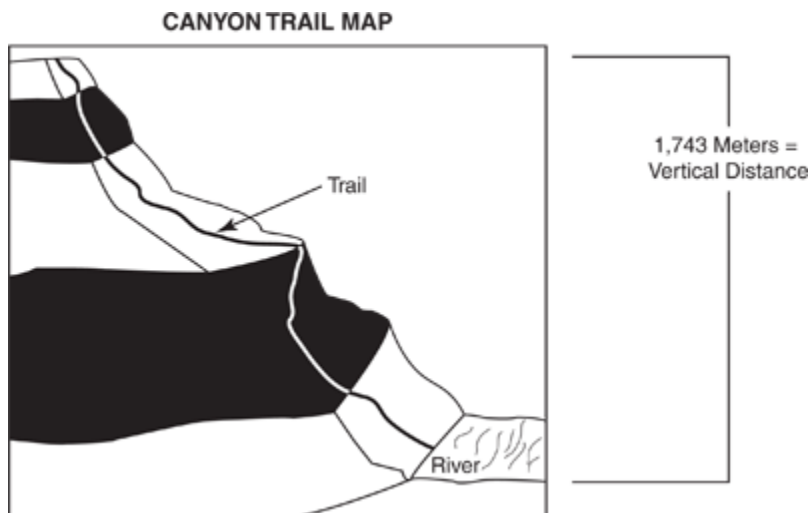 CANYON TRAIL MAP
1,743 Meters =
Vertical Distance
Trail
River